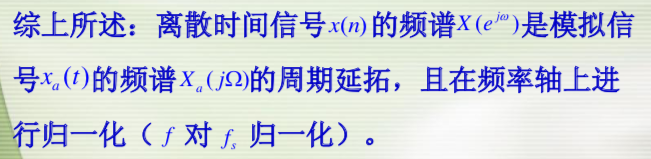 综上所述：离散时间信号x(n)的频谱X(e^{jω})是模拟信
号x_a(t)的频谱X_a(jΩ)的周期延拓，且在频率轴上进
行归一化（f 对 f_s 归一化）。